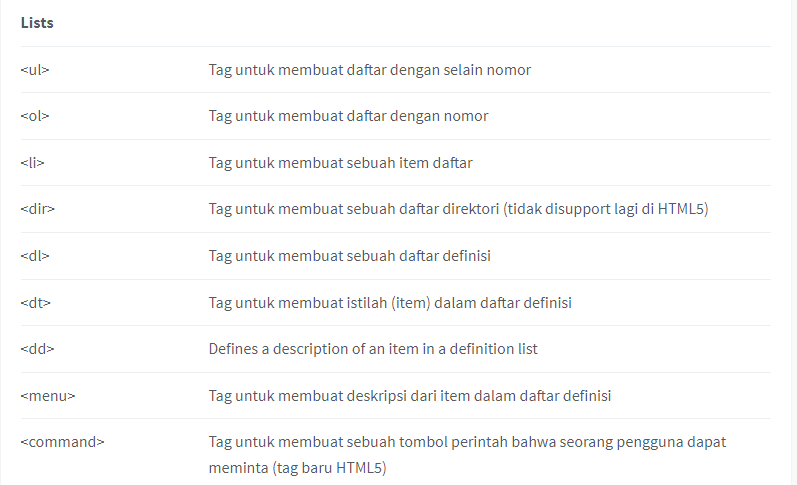 Lists
<ul> Tag untuk membuat daftar dengan selain nomor
<ol> Tag untuk membuat daftar dengan nomor
<li> Tag untuk membuat sebuah item daftar
<dir> Tag untuk membuat sebuah daftar direktori (tidak disupport lagi di HTML5)
<dl> Tag untuk membuat sebuah daftar definisi
<dt> Tag untuk membuat istilah (item) dalam daftar definisi
<dd> Defines a description of an item in a definition list
<menu> Tag untuk membuat deskripsi dari item dalam daftar definisi
<command> Tag untuk membuat sebuah tombol perintah bahwa seorang pengguna dapat
meminta (tag baru HTML5)